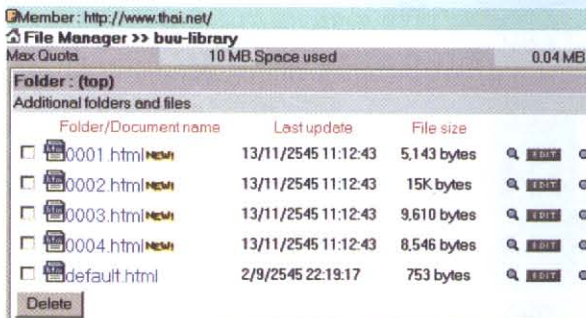 Member : http://www.thai.net/
File Manager >> buu-library
Max Quota 10 MB.Space used 0.04 MB
Folder : (top)
Additional folders and files
Folder/Document name Last update File size
0001.html NEW! 13/11/2545 11:12:43 5,143 bytes EDIT
0002.html NEW! 13/11/2545 11:12:43 15K bytes EDIT
0003.html NEW! 13/11/2545 11:12:43 9,610 bytes EDIT
0004.html NEW! 13/11/2545 11:12:43 8,546 bytes EDIT
default.html 2/9/2545 22:19:17 753 bytes EDIT
Delete